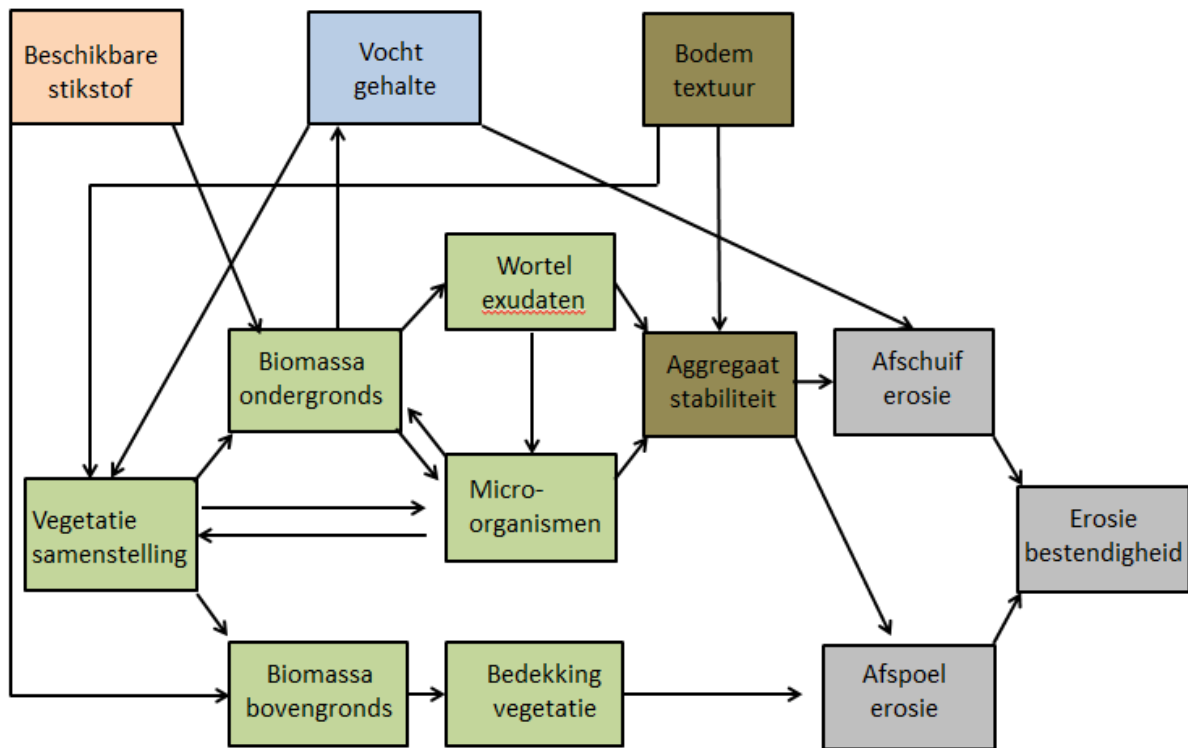 Beschikbare
stikstof
Vocht
gehalte
Bodem
textuur
Wortel
exudaten
Biomassa
ondergronds
Aggregaat
stabiliteit
Afschuif
erosie
Vegetatie
samenstelling
Micro-
organismen
Erosie
bestendigheid
Biomassa
bovengronds
Bedekking
vegetatie
Afspoel
erosie